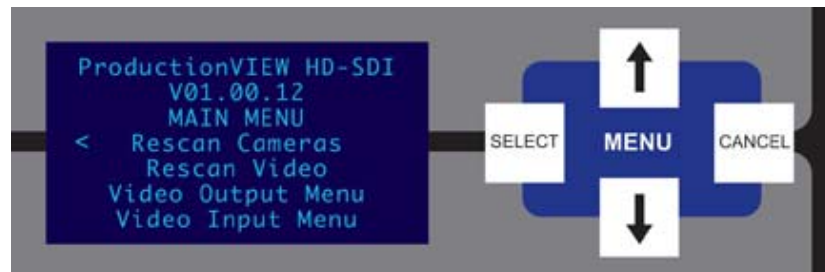 ProductionVIEW HD-SDI
V01.00.12
MAIN MENU
< Rescan Cameras
Rescan Video
Video Output Menu
Video Input Menu
SELECT
MENU
CANCEL